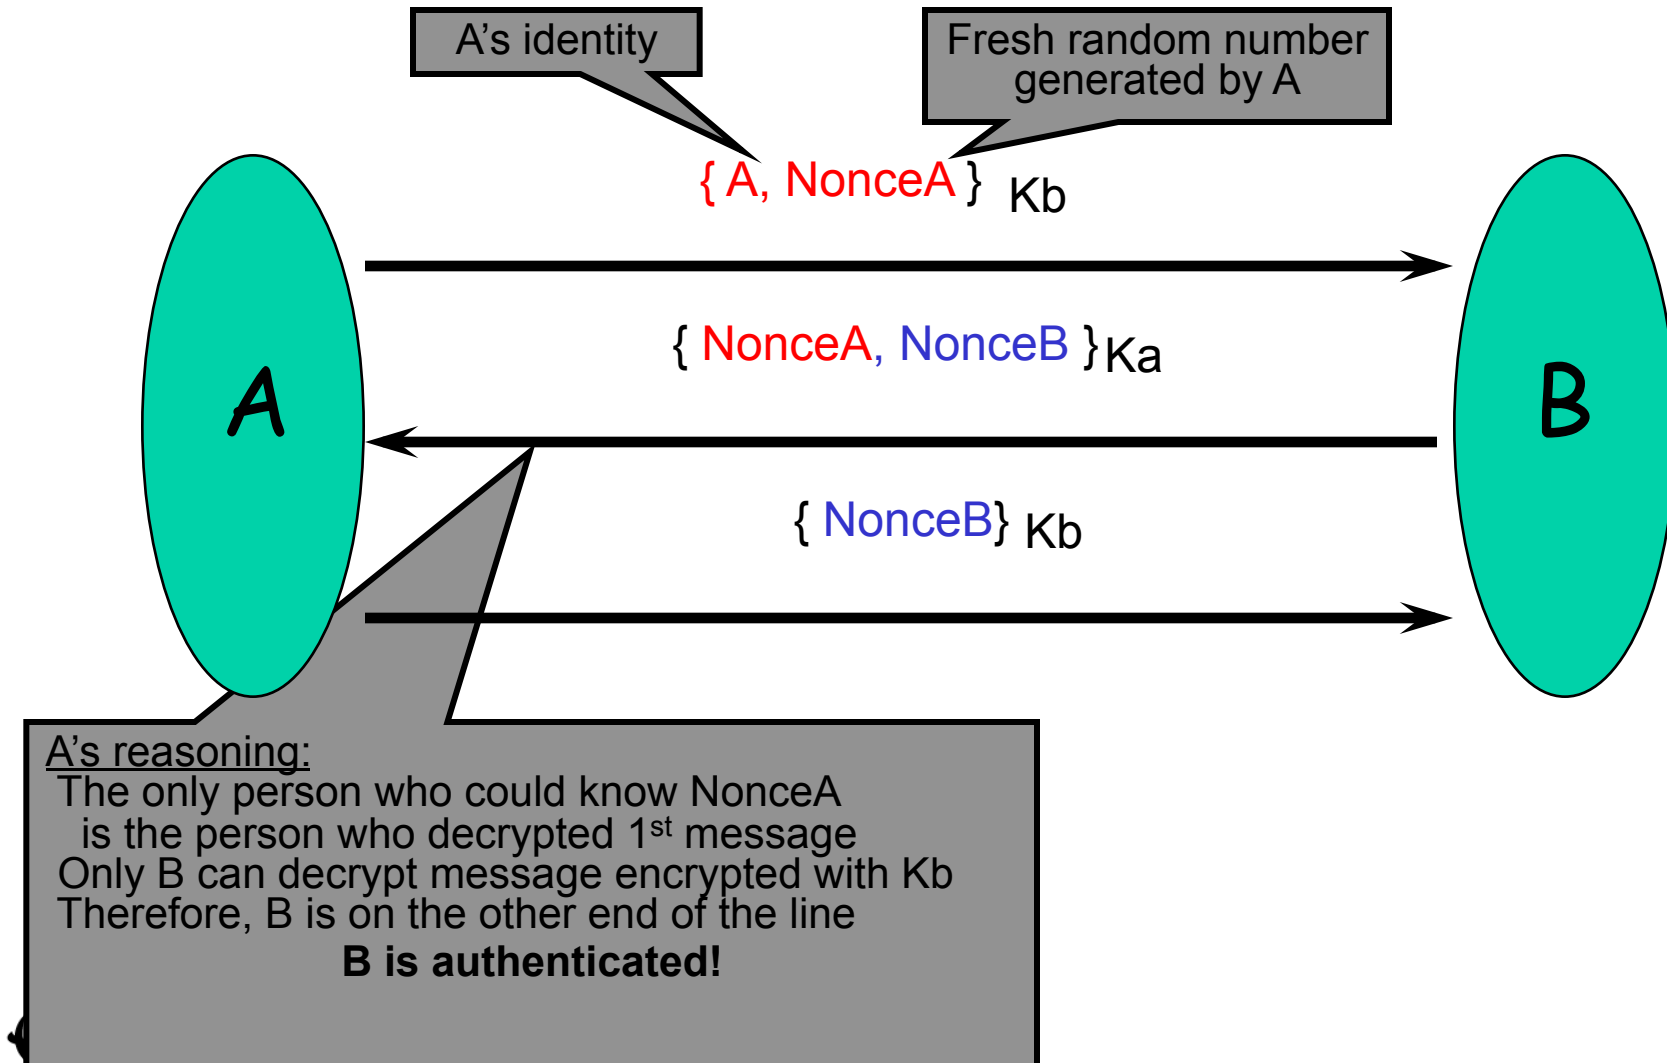 A's identity
Fresh random number
generated by A
{ A, NonceA } Kb
{ NonceA, NonceB } Ka
A
B
{ NonceB} Kb
A's reasoning:
The only person who could know NonceA
is the person who decrypted 1st message
Only B can decrypt message encrypted with Kb
Therefore, B is on the other end of the line
B is authenticated!